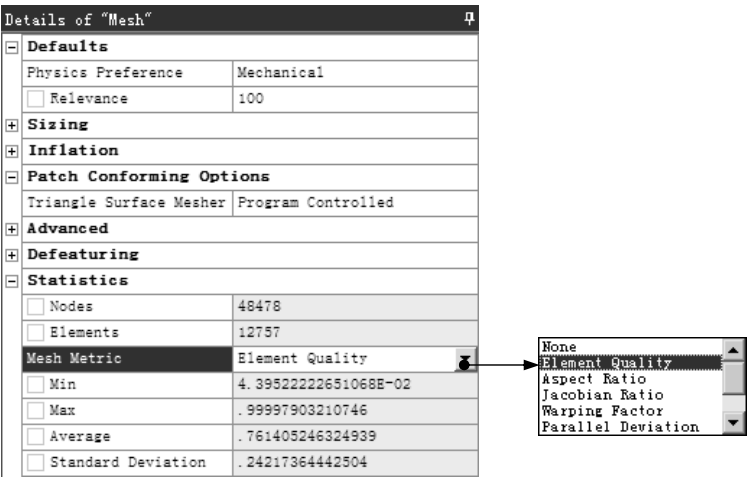 Details of "Mesh"
Defaults
Physics Preference Mechanical
Relevance 100
Sizing
Inflation
Patch Conforming Options
Triangle Surface Mesher Program Controlled
Advanced
Defeaturing
Statistics
Nodes 48478
Elements 12757
Mesh Metric Element Quality
Min 4.39522222651068E-02
Max .99997903210746
Average .761405246324939
Standard Deviation .24217364442504
None
Element Quality
Aspect Ratio
Jacobian Ratio
Warping Factor
Parallel Deviation